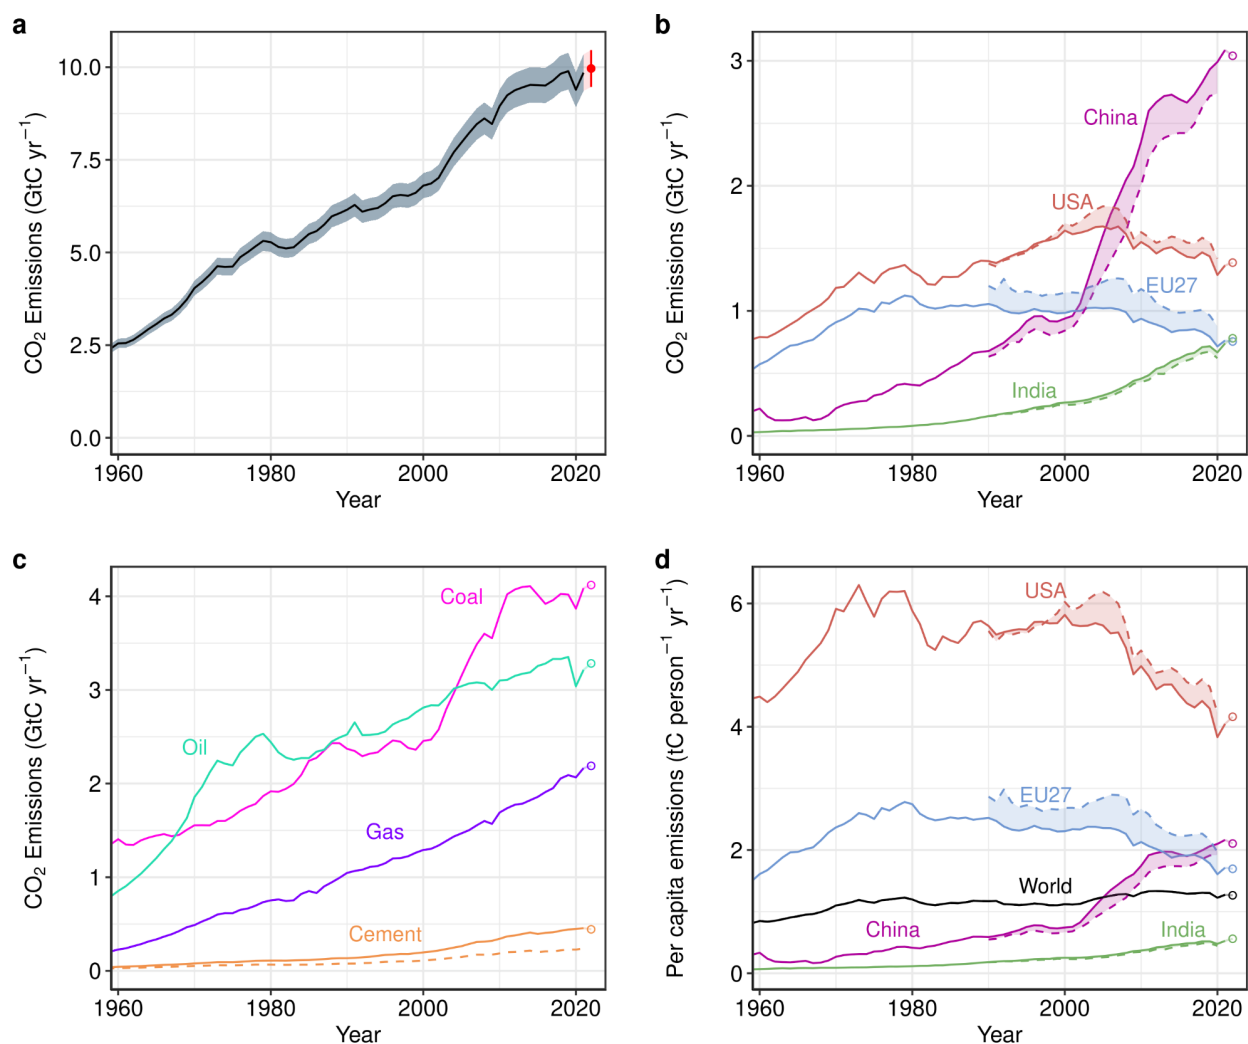 a
CO₂ Emissions (GtC yr⁻¹)
10.0
7.5
5.0
2.5
0.0
1960 1980 2000 2020
Year
b
CO₂ Emissions (GtC yr⁻¹)
3
2
1
0
China
USA
EU27
India
1960 1980 2000 2020
Year
c
CO₂ Emissions (GtC yr⁻¹)
4
3
2
1
0
Coal
Oil
Gas
Cement
1960 1980 2000 2020
Year
d
Per capita emissions (tC person⁻¹ yr⁻¹)
6
4
2
0
USA
EU27
World
China
India
1960 1980 2000 2020
Year